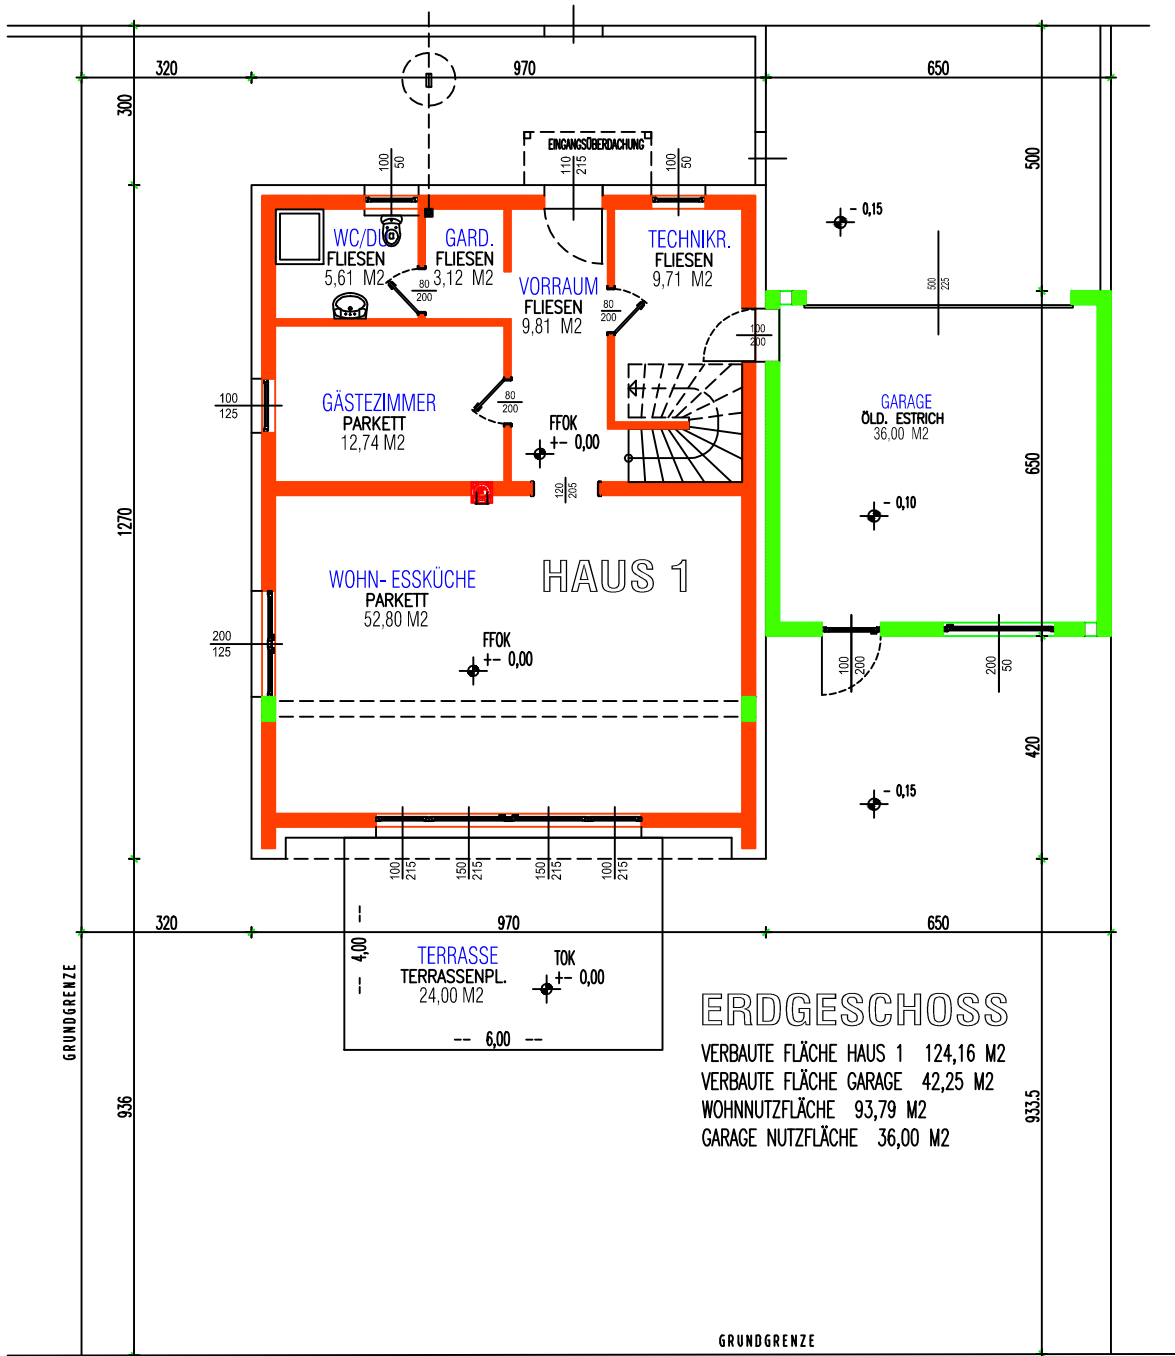 320
970
650
300
EINGANGSÜBERDACHUNG
100
50
110
215
100
50
500
- 0,15
WC/DU
FLIESEN
5,61 M2
GARD.
FLIESEN
3,12 M2
TECHNIKR.
FLIESEN
9,71 M2
VORRAUM
FLIESEN
9,81 M2
80
200
80
200
500
225
100
200
100
125
GÄSTEZIMMER
PARKETT
12,74 M2
80
200
GARAGE
ÖLD. ESTRICH
36,00 M2
FFOK
+- 0,00
650
120
205
- 0,10
1270
HAUS 1
WOHN- ESSKÜCHE
PARKETT
52,80 M2
200
125
FFOK
+- 0,00
100
200
200
50
420
- 0,15
100
215
150
215
150
215
100
215
320
970
650
4,00
TERRASSE
TERRASSENPL.
24,00 M2
TOK
+- 0,00
-- 6,00 --
GRUNDGRENZE
ERDGESCHOSS
VERBAUTE FLÄCHE HAUS 1 124,16 M2
VERBAUTE FLÄCHE GARAGE 42,25 M2
WOHNNUTZFLÄCHE 93,79 M2
GARAGE NUTZFLÄCHE 36,00 M2
936
933.5
GRUNDGRENZE